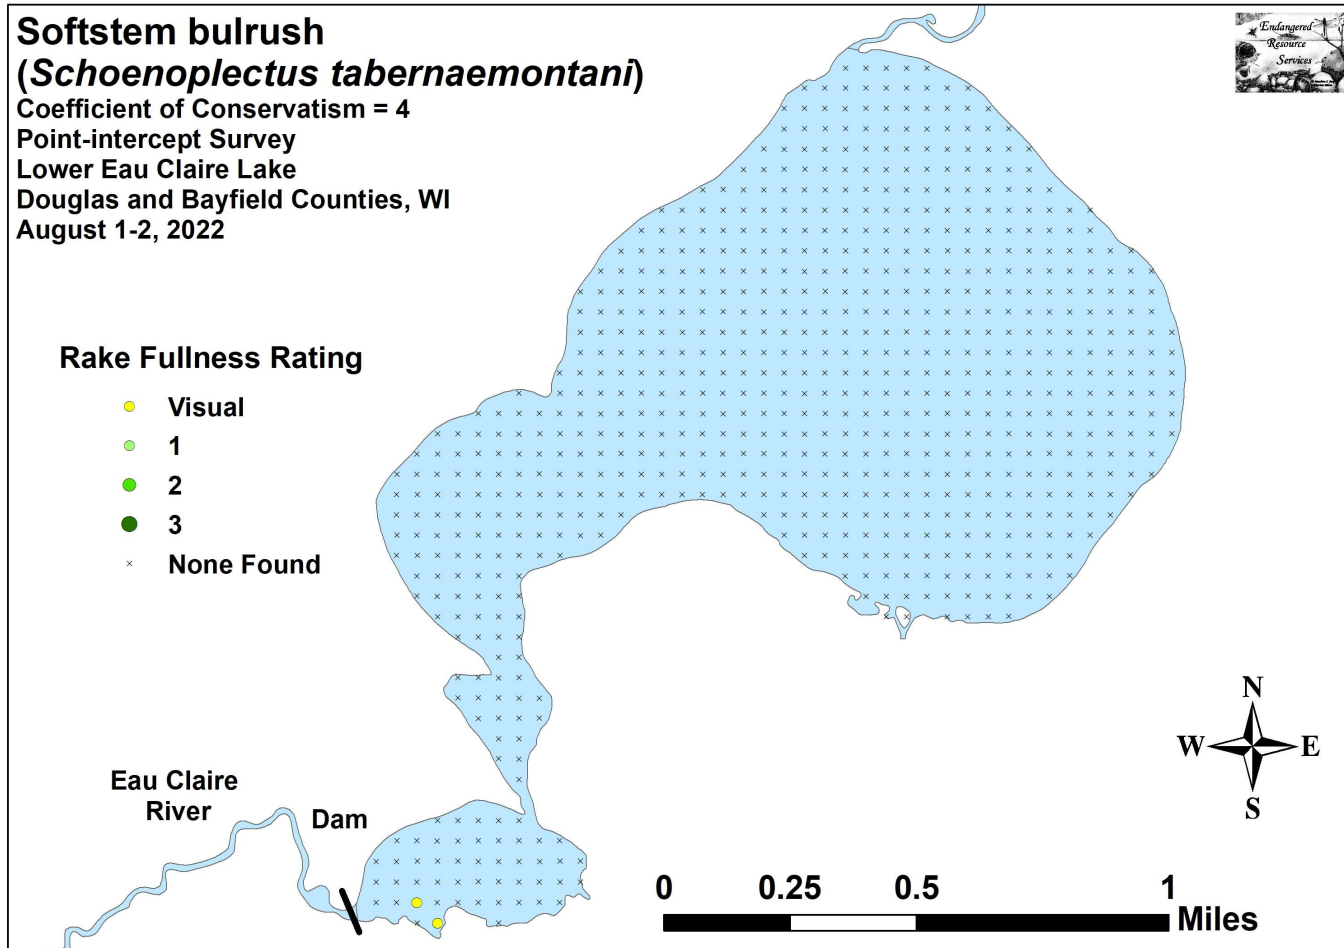 Softstem bulrush
(Schoenoplectus tabernaemontani)
Coefficient of Conservatism = 4
Point-intercept Survey
Lower Eau Claire Lake
Douglas and Bayfield Counties, WI
August 1-2, 2022
Endangered
Resource
Services
Rake Fullness Rating
Visual
1
2
3
None Found
N
W
E
S
Eau Claire
River
Dam
0 0.25 0.5 1
Miles